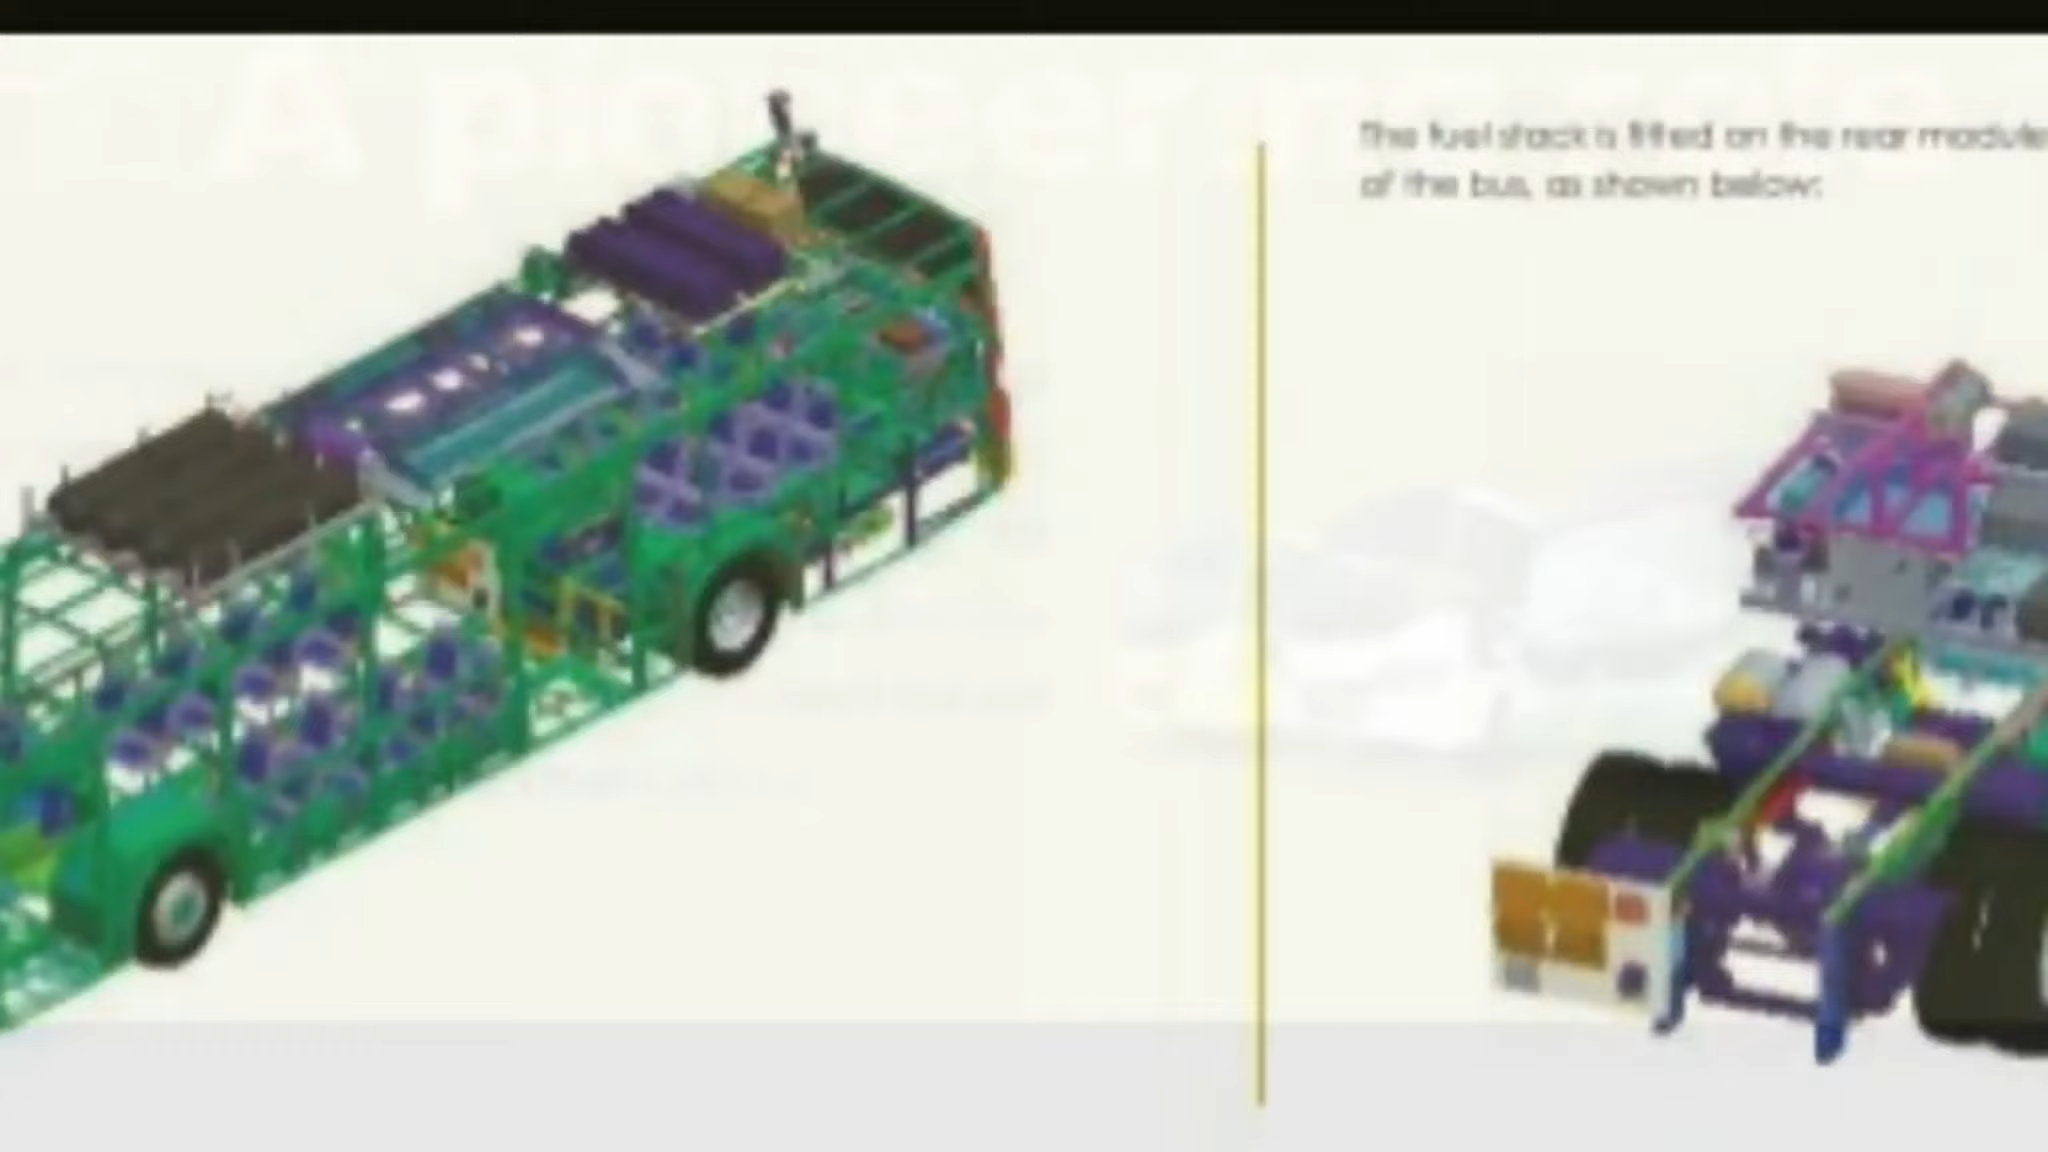 The fuel stack is fitted on the rear module
of the bus, as shown below: